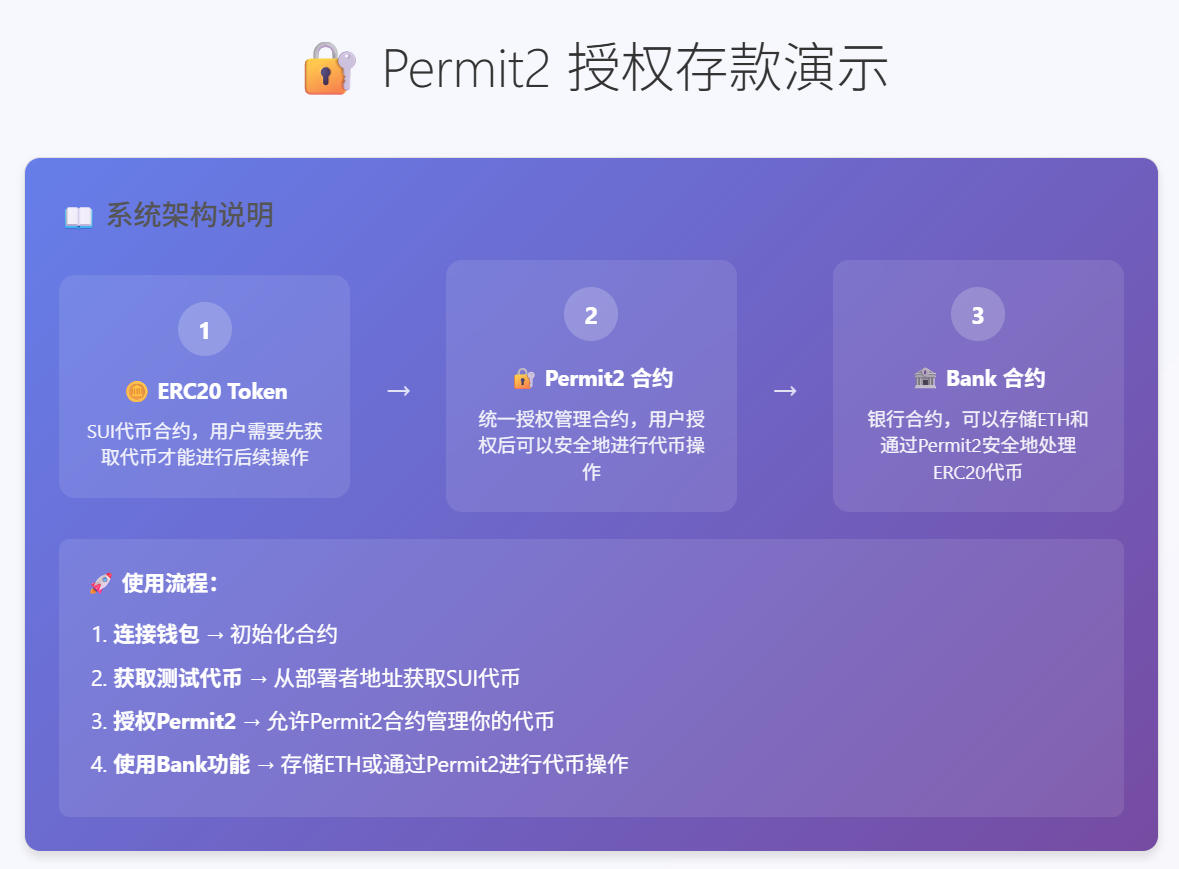 🔐 Permit2 授权存款演示
📖 系统架构说明
1
🪙 ERC20 Token
SUI代币合约，用户需要先获
取代币才能进行后续操作
→
2
🔐 Permit2 合约
统一授权管理合约，用户授
权后可以安全地进行代币操
作
→
3
🏦 Bank 合约
银行合约，可以存储ETH和
通过Permit2安全地处理
ERC20代币
🚀 使用流程：
1. 连接钱包 → 初始化合约
2. 获取测试代币 → 从部署者地址获取SUI代币
3. 授权Permit2 → 允许Permit2合约管理你的代币
4. 使用Bank功能 → 存储ETH或通过Permit2进行代币操作